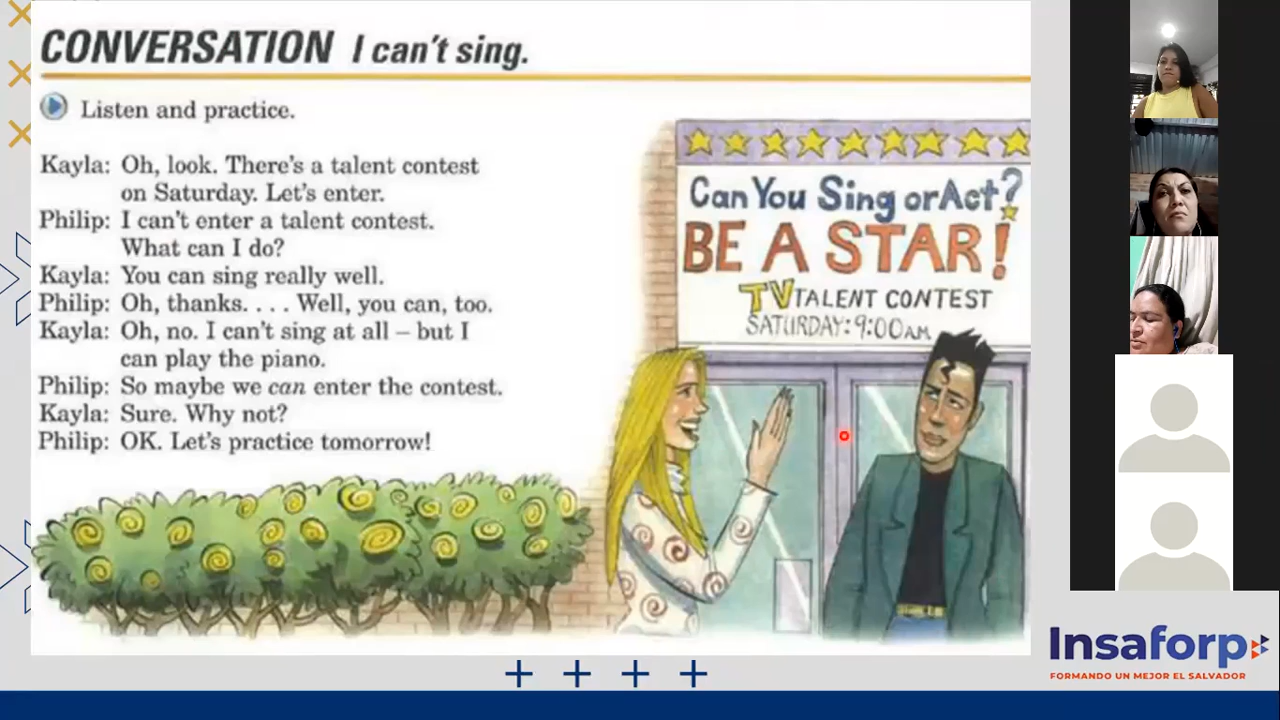 CONVERSATION I can't sing.
Listen and practice.
Kayla: Oh, look. There's a talent contest
on Saturday. Let's enter.
Philip: I can't enter a talent contest.
What can I do?
Kayla: You can sing really well.
Philip: Oh, thanks. . . . Well, you can, too.
Kayla: Oh, no. I can't sing at all – but I
can play the piano.
Philip: So maybe we can enter the contest.
Kayla: Sure. Why not?
Philip: OK. Let's practice tomorrow!
Can You Sing or Act?
BE A STAR!
TV TALENT CONTEST
SATURDAY: 9:00 AM
Insaforp
FORMANDO UN MEJOR EL SALVADOR